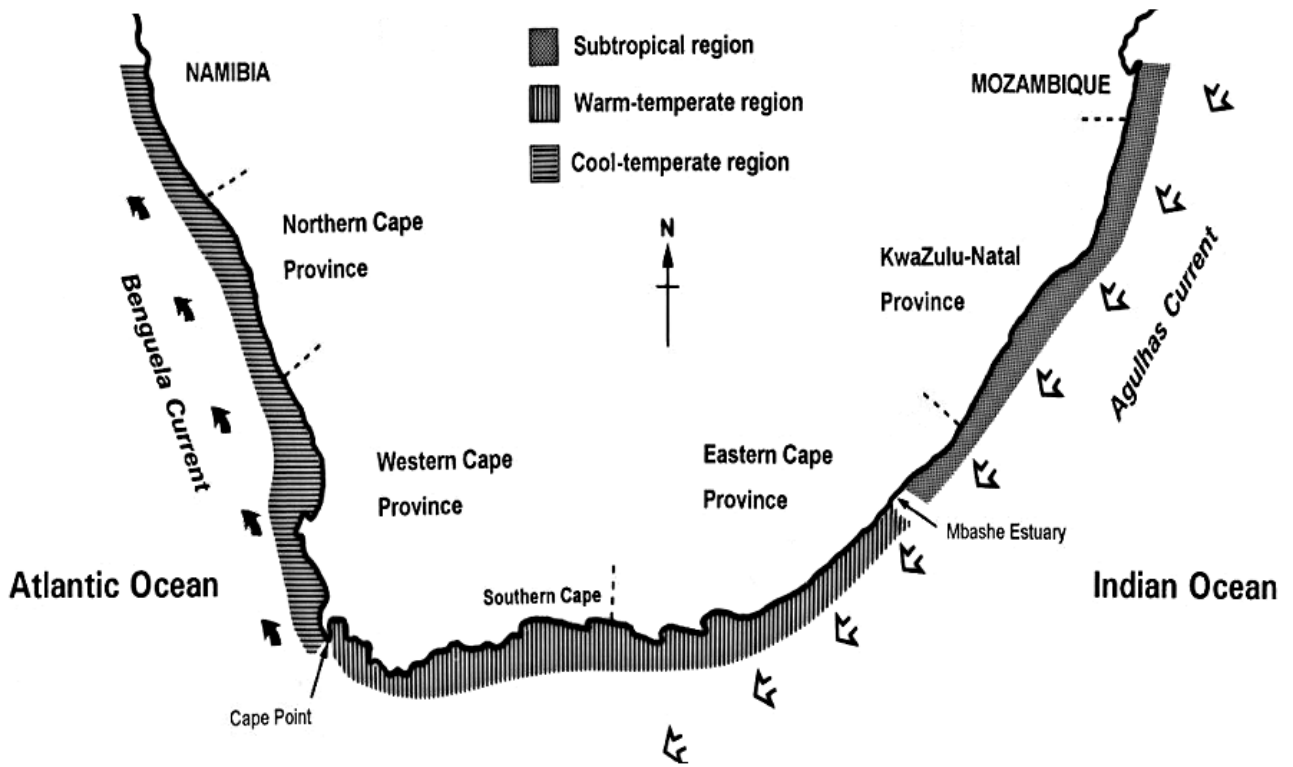 NAMIBIA
Subtropical region
Warm-temperate region
Cool-temperate region
MOZAMBIQUE
N
Northern Cape
Province
KwaZulu-Natal
Province
Benguela Current
Agulhas Current
Western Cape
Province
Eastern Cape
Province
Mbashe Estuary
Atlantic Ocean
Southern Cape
Indian Ocean
Cape Point